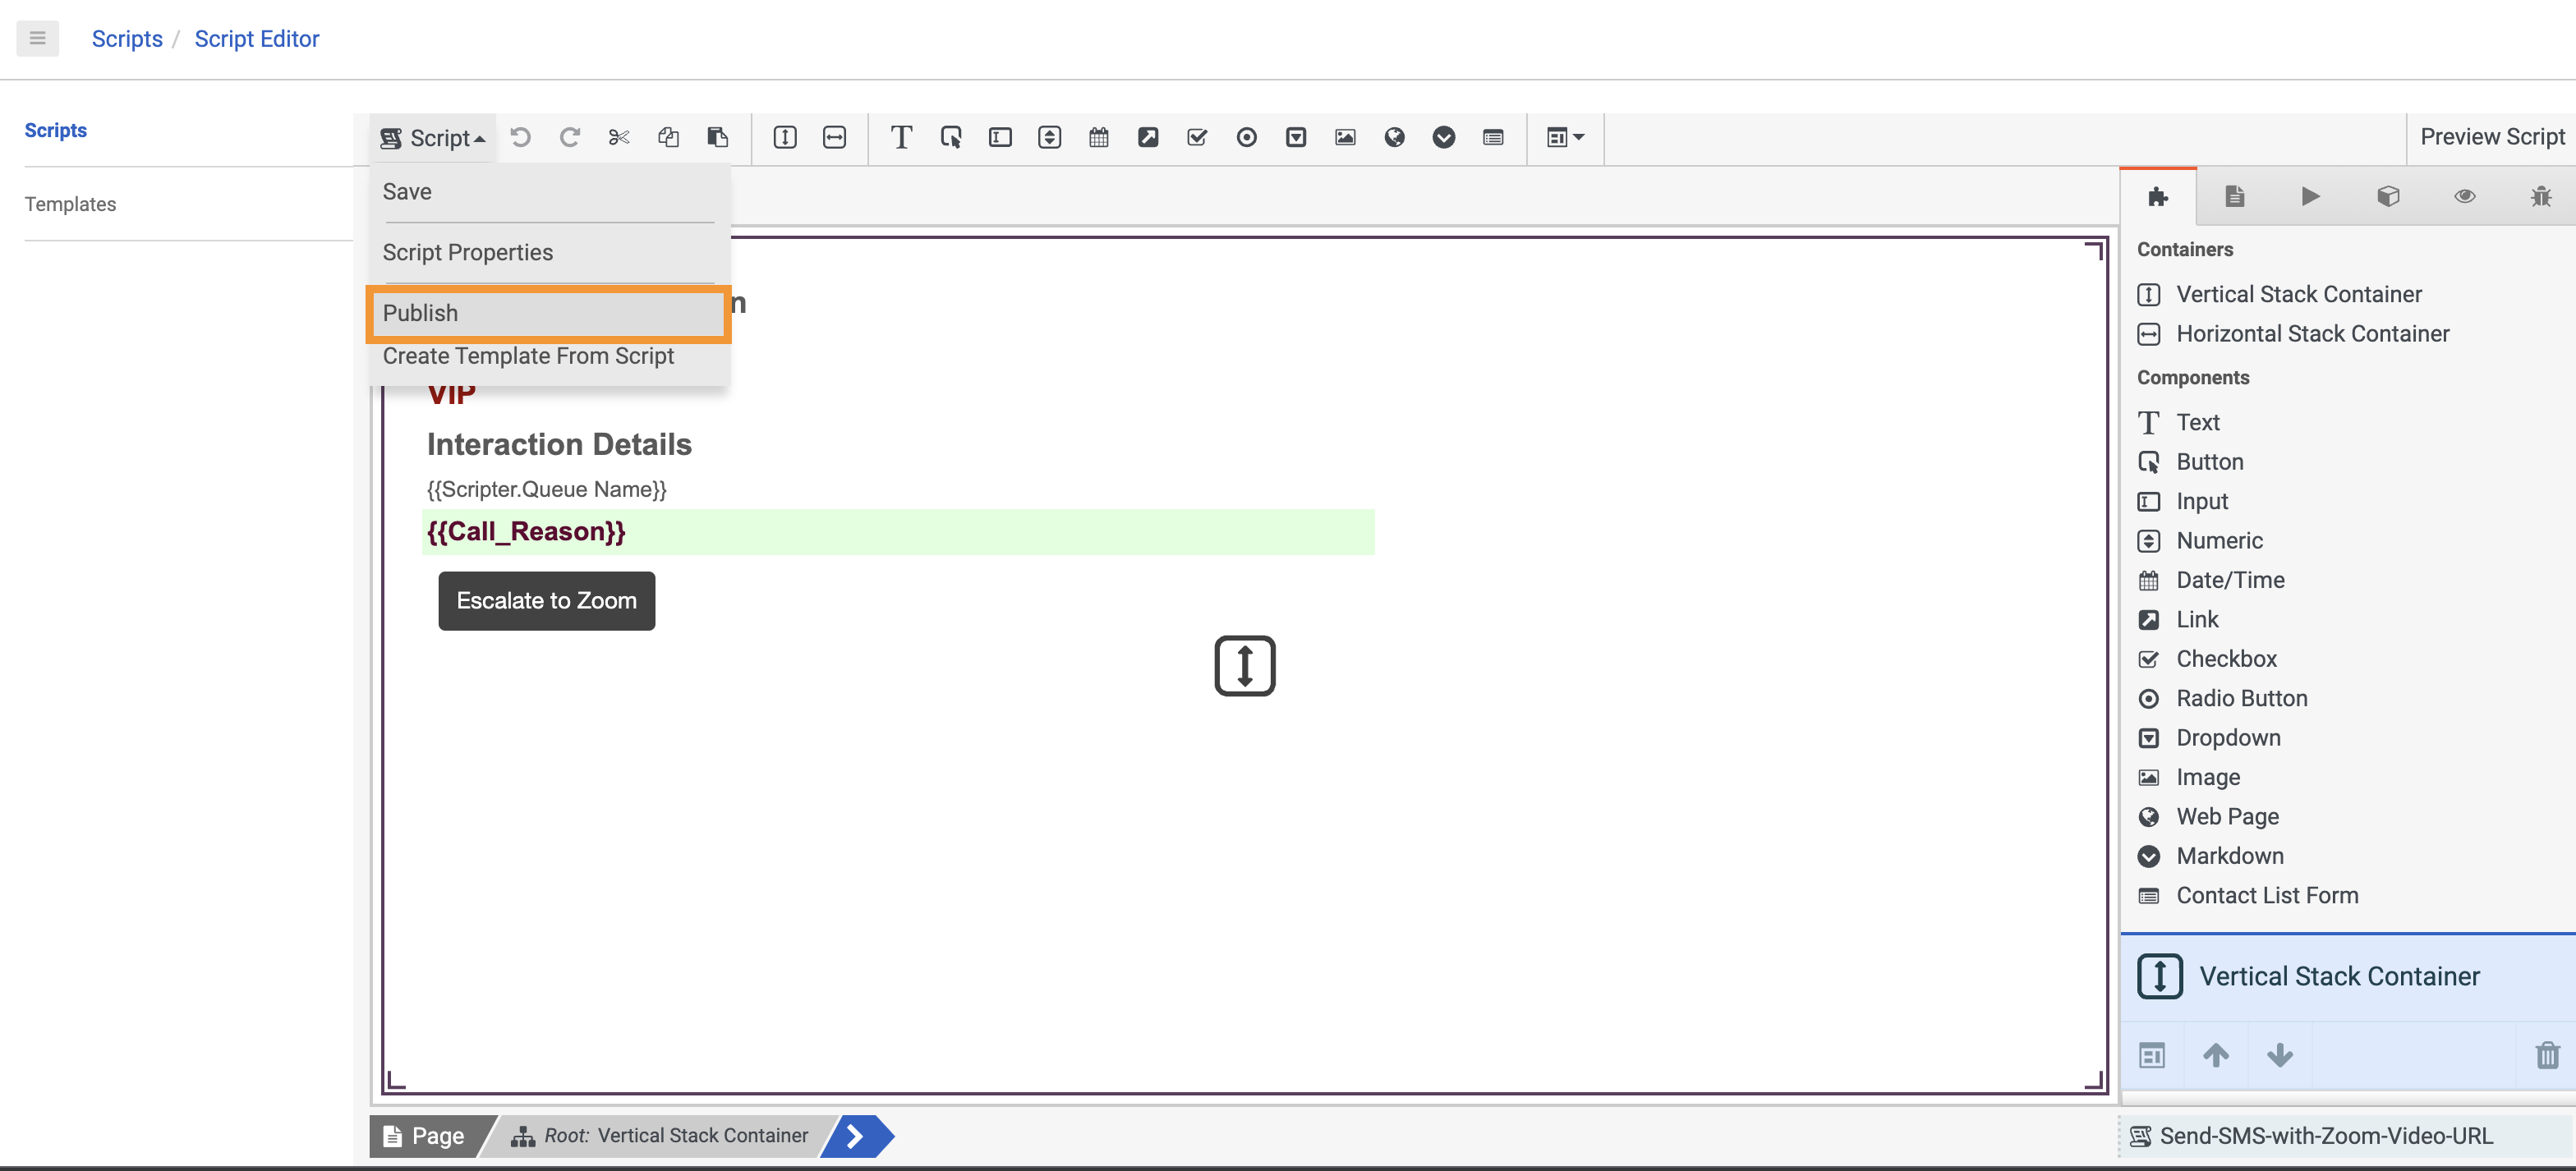 Scripts / Script Editor
Scripts
Templates
Script
Preview Script
Save
Script Properties
Publish
Create Template From Script
n
VIP
Interaction Details
{{Scripter.Queue Name}}
{{Call_Reason}}
Escalate to Zoom
Containers
Vertical Stack Container
Horizontal Stack Container
Components
Text
Button
Input
Numeric
Date/Time
Link
Checkbox
Radio Button
Dropdown
Image
Web Page
Markdown
Contact List Form
Vertical Stack Container
Page
Root: Vertical Stack Container
Send-SMS-with-Zoom-Video-URL